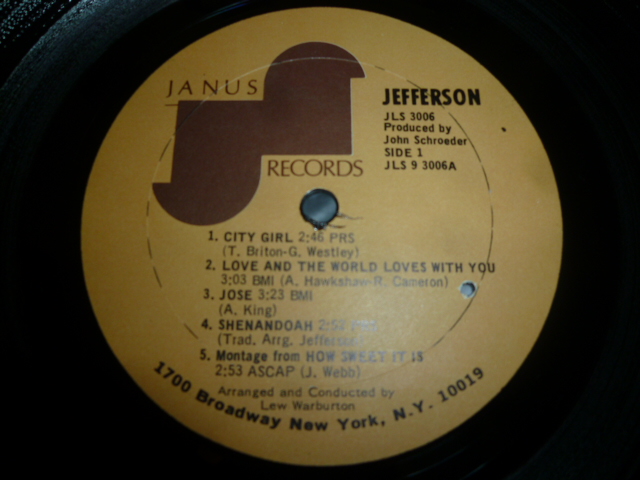 JANUS
RECORDS
JEFFERSON
JLS 3006
Produced by
John Schroeder
SIDE 1
JLS 9 3006A
1. CITY GIRL 2:46 PRS
(T. Briton-G. Westley)
2. LOVE AND THE WORLD LOVES WITH YOU
3:03 BMI (A. Hawkshaw-R. Cameron)
3. JOSE 3:23 BMI
(A. King)
4. SHENANDOAH
(Trad. Arrg. Jefferson)
5. Montage from HOW SWEET IT IS
2:53 ASCAP (J. Webb)
Arranged and Conducted by
Lew Warburton
1700 Broadway New York, N.Y. 10019